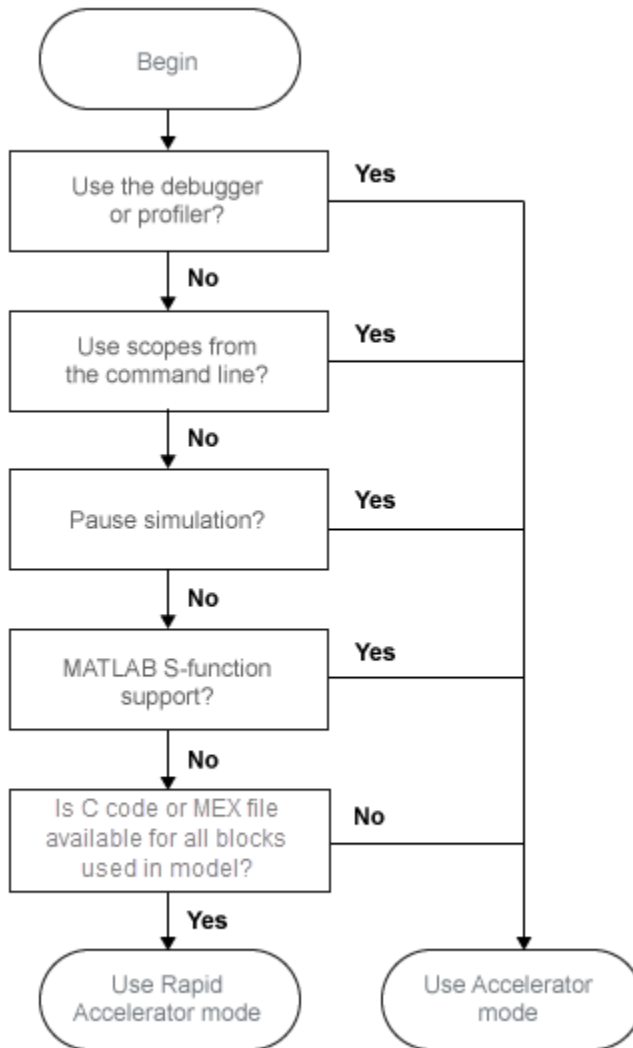 Begin
Use the debugger
or profiler?
Yes
No
Use scopes from
the command line?
Yes
No
Pause simulation?
Yes
No
MATLAB S-function
support?
Yes
No
Is C code or MEX file
available for all blocks
used in model?
No
Yes
Use Rapid
Accelerator mode
Use Accelerator
mode